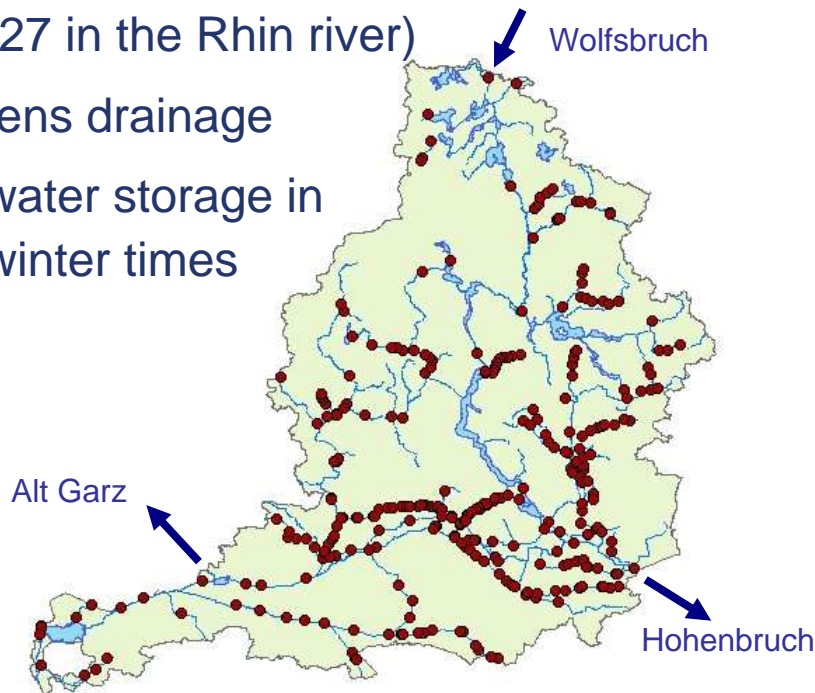 27 in the Rhin river)
ens drainage
water storage in
winter times
Wolfsbruch
Alt Garz
Hohenbruch